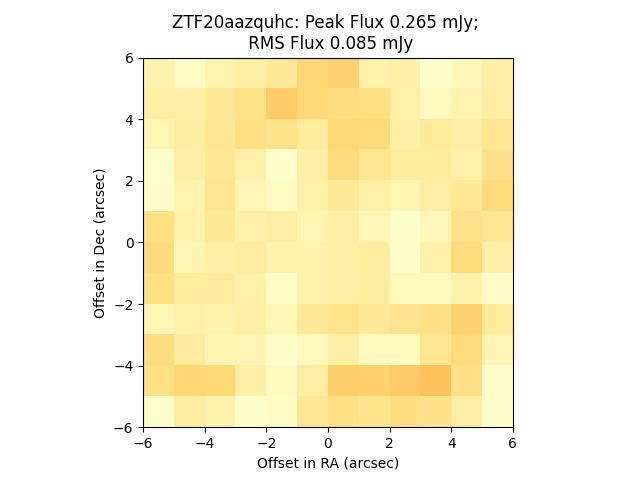 ZTF20aazquhc: Peak Flux 0.265 mJy;
RMS Flux 0.085 mJy
6
4
2
0
−2
−4
−6
Offset in Dec (arcsec)
−6 −4 −2 0 2 4 6
Offset in RA (arcsec)